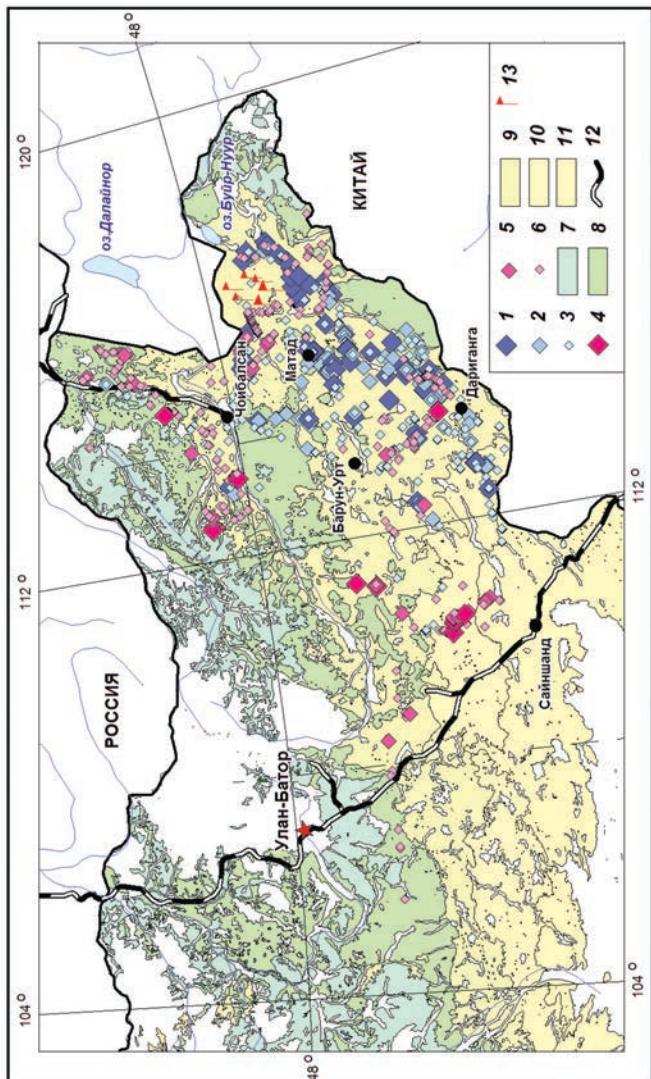 104 °
112 °
120 °
48 °
РОССИЯ
оз.Далайнор
оз.Буйр-Нуур
КИТАЙ
Улан-Батор
Чойбалсан
Матад
Барун-Урт
Дариганга
Сайншанд
48 °
104 °
112 °
1 5 9 13
2 6 10
3 7 11
4 8 12